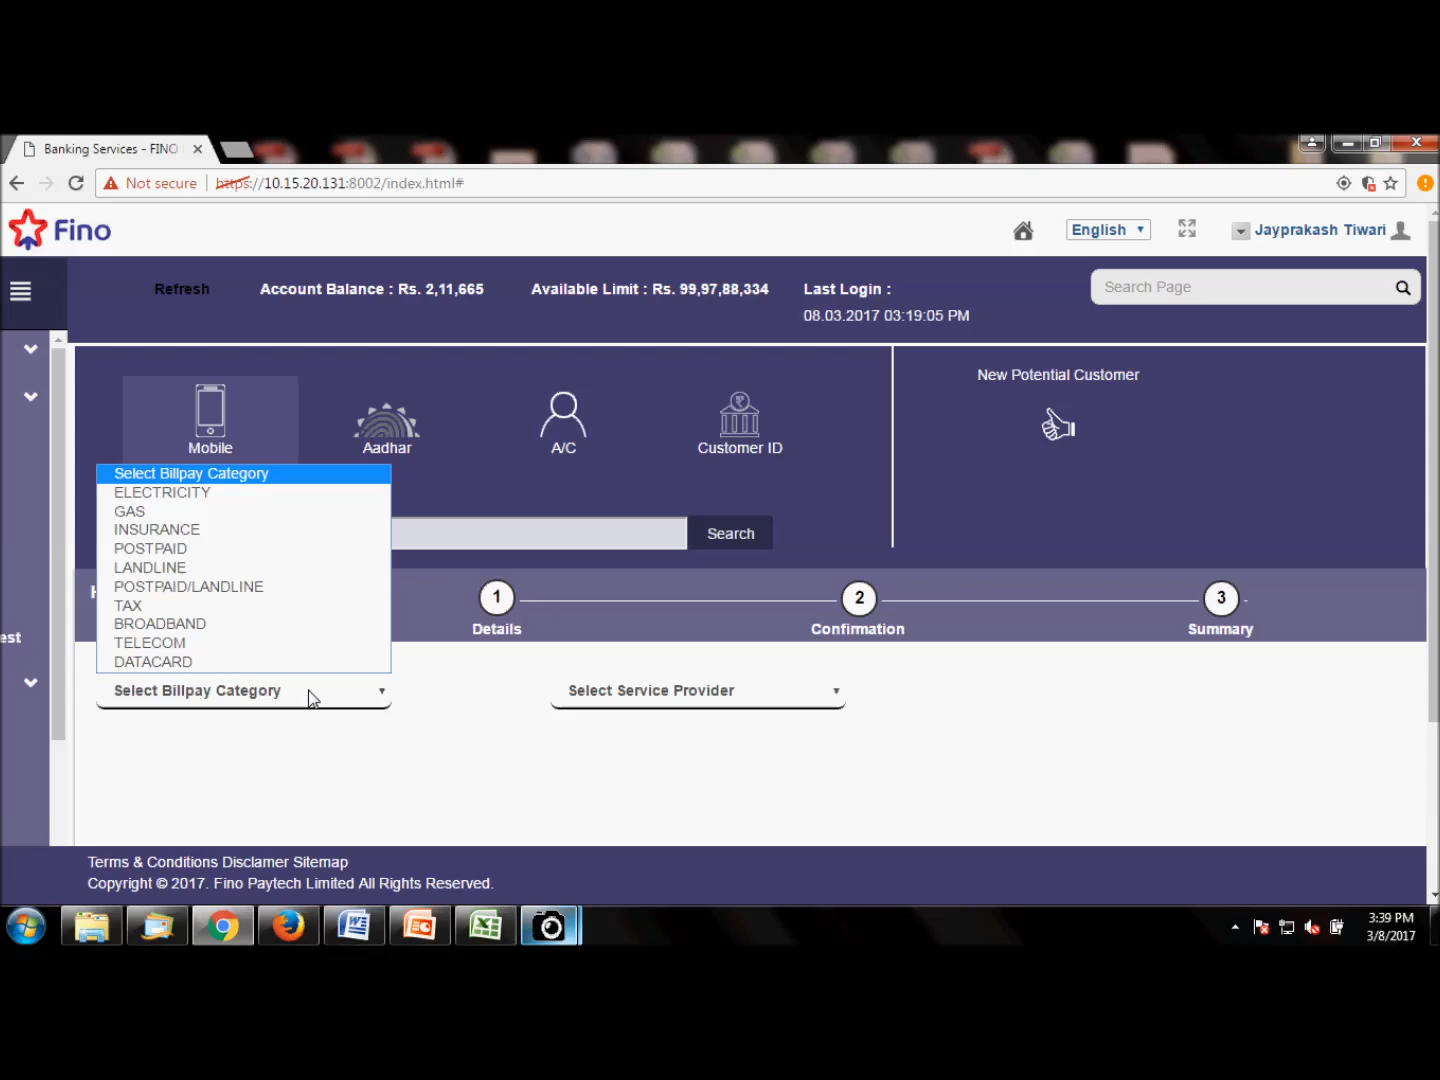 Banking Services - FINO
Not secure https://10.15.20.131:8002/index.html#
Fino
English
Jayprakash Tiwari
Refresh
Account Balance : Rs. 2,11,665
Available Limit : Rs. 99,97,88,334
Last Login :
08.03.2017 03:19:05 PM
Search Page
Mobile
Aadhar
A/C
Customer ID
New Potential Customer
Select Billpay Category
ELECTRICITY
GAS
INSURANCE
POSTPAID
LANDLINE
POSTPAID/LANDLINE
TAX
BROADBAND
TELECOM
DATACARD
Search
1
Details
2
Confirmation
3
Summary
est
Select Billpay Category
Select Service Provider
Terms & Conditions Disclamer Sitemap
Copyright © 2017. Fino Paytech Limited All Rights Reserved.
3:39 PM
3/8/2017